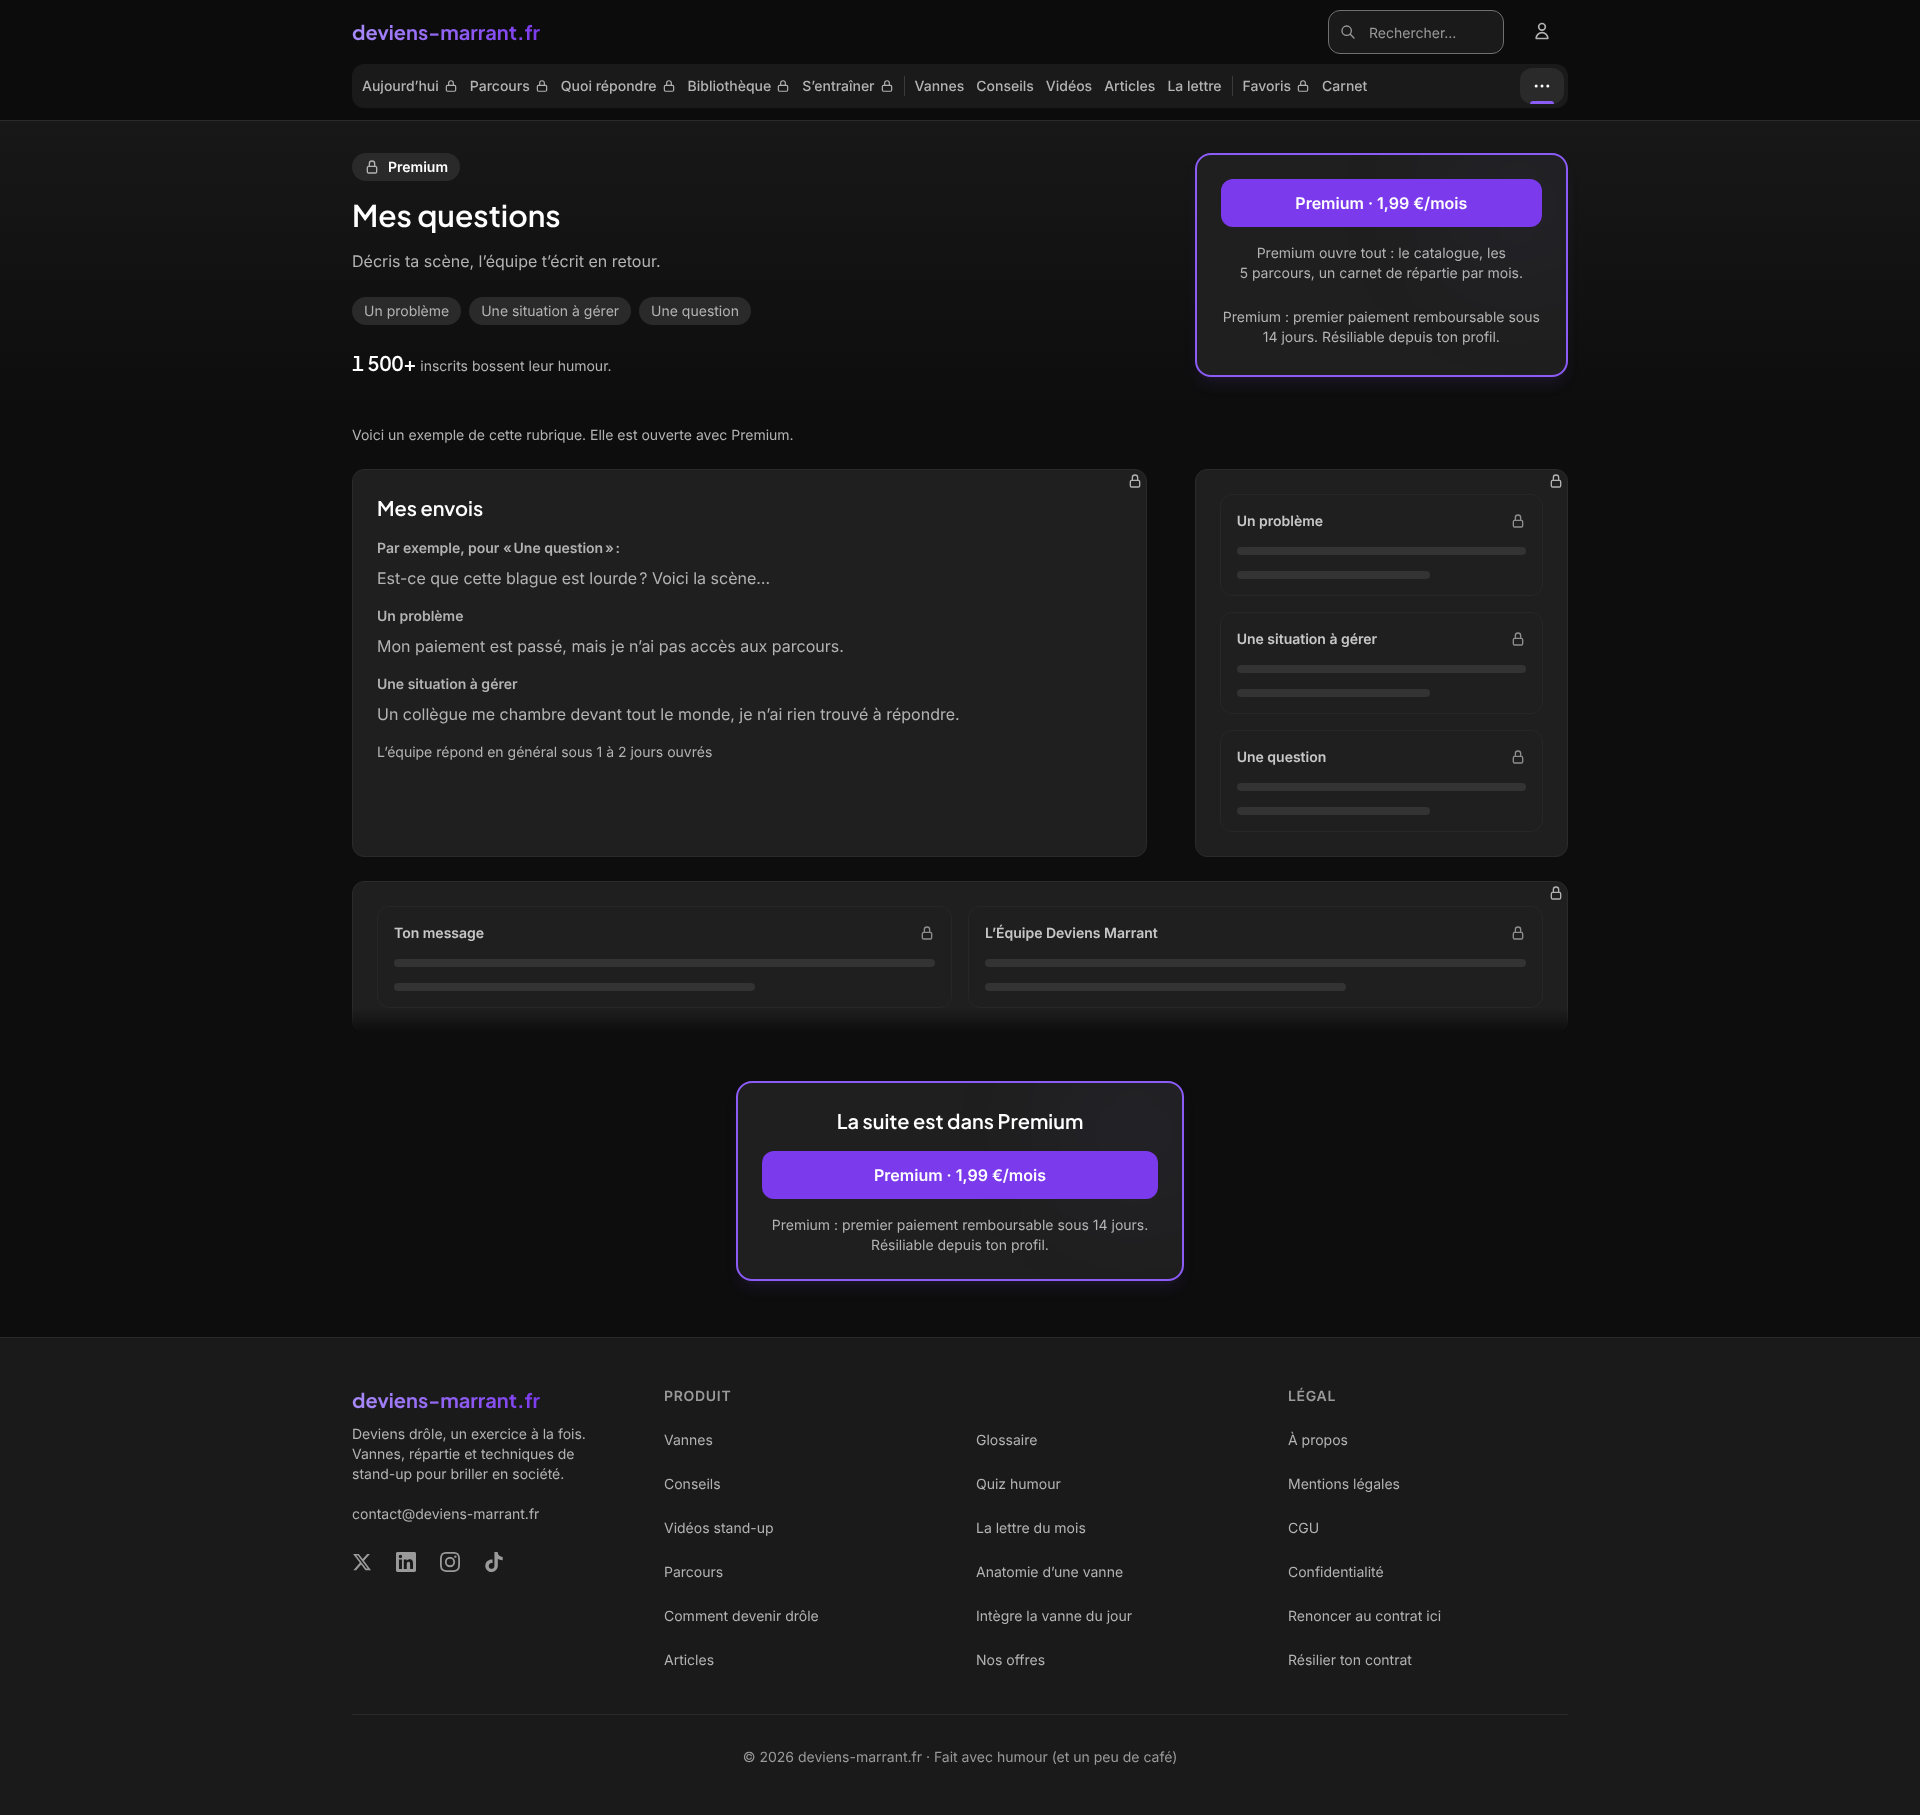 deviens-marrant.fr
Rechercher...
Aujourd’hui Parcours Quoi répondre Bibliothèque S’entraîner Vannes Conseils Vidéos Articles La lettre Favoris Carnet
Premium
Mes questions
Décris ta scène, l’équipe t’écrit en retour.
Un problème Une situation à gérer Une question
1 500+ inscrits bossent leur humour.
Premium · 1,99 €/mois
Premium ouvre tout : le catalogue, les
5 parcours, un carnet de répartie par mois.
Premium : premier paiement remboursable sous
14 jours. Résiliable depuis ton profil.
Voici un exemple de cette rubrique. Elle est ouverte avec Premium.
Mes envois
Par exemple, pour « Une question » :
Est-ce que cette blague est lourde ? Voici la scène…
Un problème
Mon paiement est passé, mais je n’ai pas accès aux parcours.
Une situation à gérer
Un collègue me chambre devant tout le monde, je n’ai rien trouvé à répondre.
L’équipe répond en général sous 1 à 2 jours ouvrés
Un problème
Une situation à gérer
Une question
Ton message
L’Équipe Deviens Marrant
La suite est dans Premium
Premium · 1,99 €/mois
Premium : premier paiement remboursable sous 14 jours.
Résiliable depuis ton profil.
deviens-marrant.fr
Deviens drôle, un exercice à la fois.
Vannes, répartie et techniques de
stand-up pour briller en société.
contact@deviens-marrant.fr
PRODUIT
Vannes
Conseils
Vidéos stand-up
Parcours
Comment devenir drôle
Articles
Glossaire
Quiz humour
La lettre du mois
Anatomie d’une vanne
Intègre la vanne du jour
Nos offres
LÉGAL
À propos
Mentions légales
CGU
Confidentialité
Renoncer au contrat ici
Résilier ton contrat
© 2026 deviens-marrant.fr · Fait avec humour (et un peu de café)